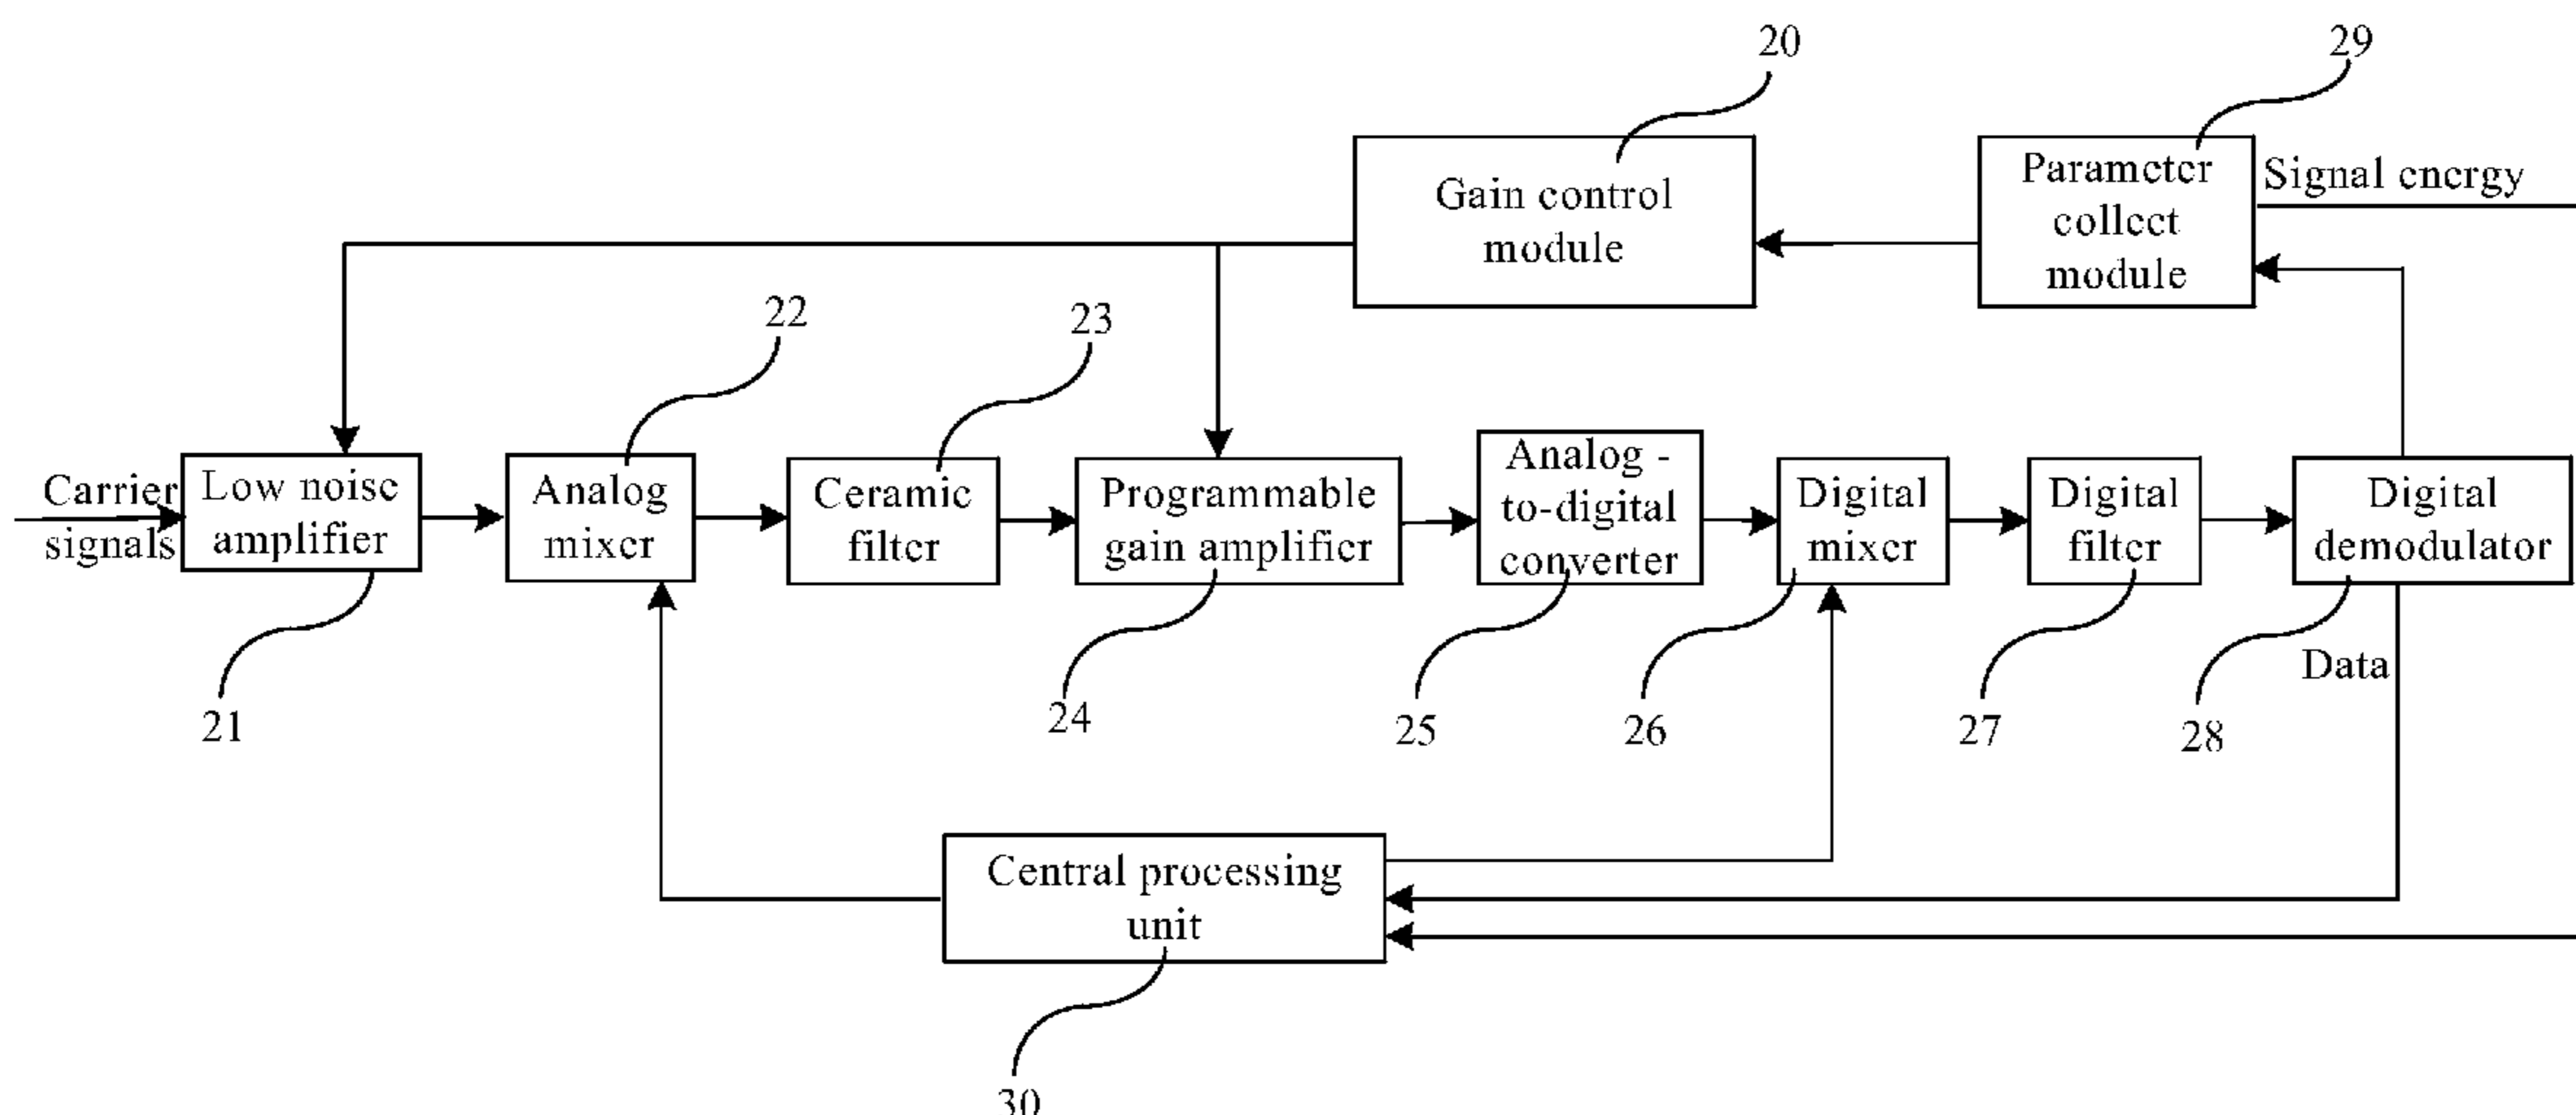 20
29
Gain control
module
Parameter
collect
module
Signal energy
22
23
Carrier
signals
Low noise
amplifier
Analog
mixer
Ceramic
filter
Programmable
gain amplifier
Analog -
to-digital
converter
Digital
mixer
Digital
filter
Digital
demodulator
Data
21
24
25
26
27
28
Central processing
unit
30